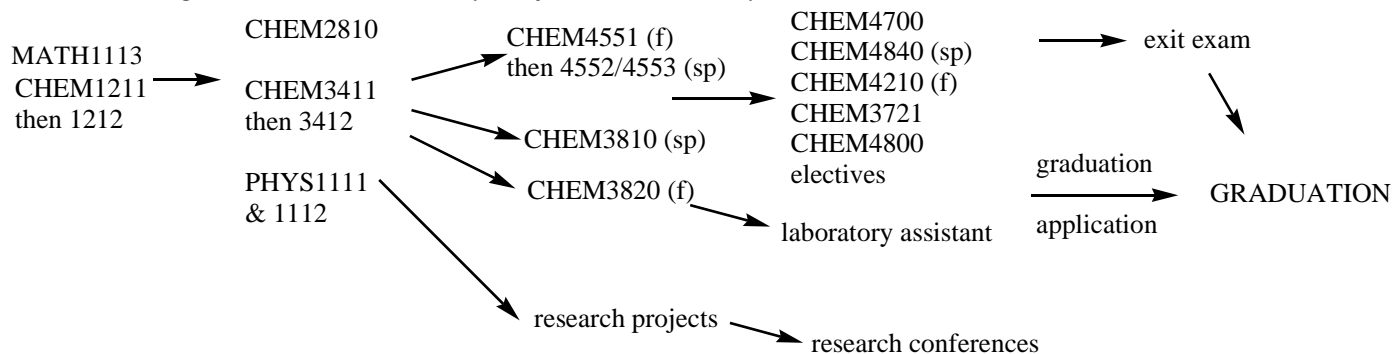 MATH1113
CHEM1211
then 1212
CHEM2810
CHEM3411
then 3412
PHYS1111
& 1112
CHEM4551 (f)
then 4552/4553 (sp)
CHEM3810 (sp)
CHEM3820 (f)
research projects
CHEM4700
CHEM4840 (sp)
CHEM4210 (f)
CHEM3721
CHEM4800
electives
laboratory assistant
research conferences
exit exam
graduation
application
GRADUATION